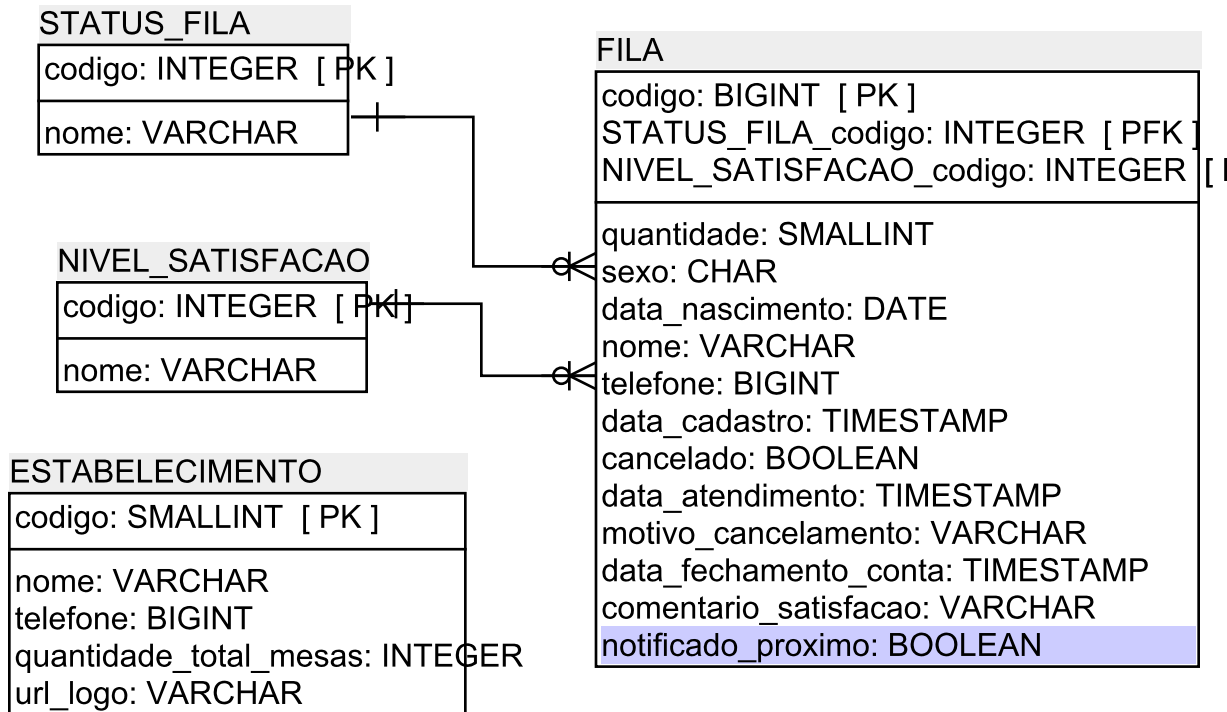 STATUS_FILA
codigo: INTEGER [ PK ]
nome: VARCHAR
NIVEL_SATISFACAO
codigo: INTEGER [ PK ]
nome: VARCHAR
ESTABELECIMENTO
codigo: SMALLINT [ PK ]
nome: VARCHAR
telefone: BIGINT
quantidade_total_mesas: INTEGER
url_logo: VARCHAR
FILA
codigo: BIGINT [ PK ]
STATUS_FILA_codigo: INTEGER [ PFK ]
NIVEL_SATISFACAO_codigo: INTEGER [
quantidade: SMALLINT
sexo: CHAR
data_nascimento: DATE
nome: VARCHAR
telefone: BIGINT
data_cadastro: TIMESTAMP
cancelado: BOOLEAN
data_atendimento: TIMESTAMP
motivo_cancelamento: VARCHAR
data_fechamento_conta: TIMESTAMP
comentario_satisfacao: VARCHAR
notificado_proximo: BOOLEAN